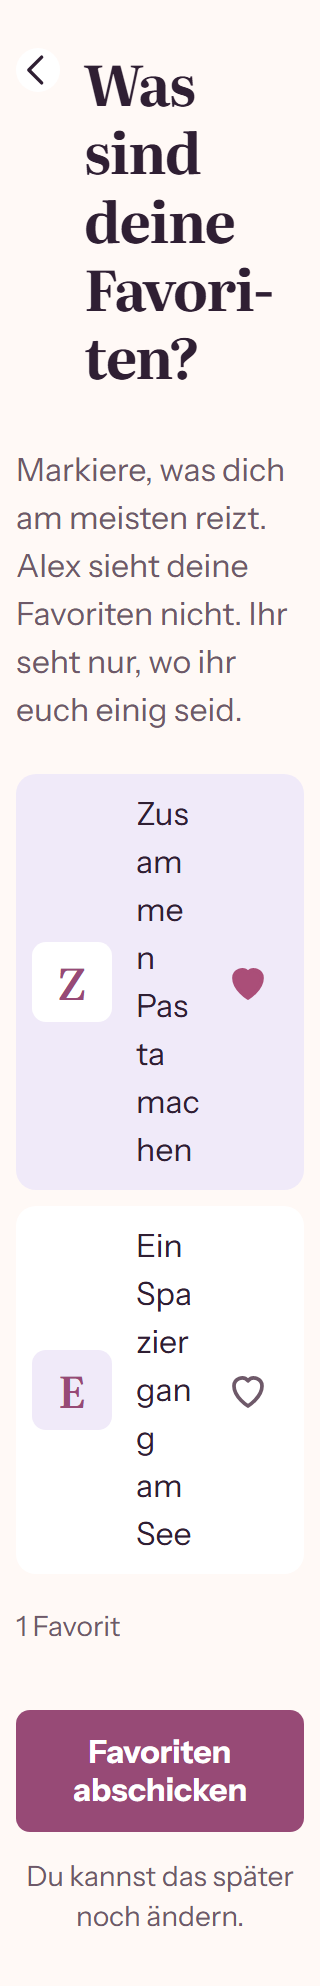 Was
sind
deine
Favori-
ten?
Markiere, was dich
am meisten reizt.
Alex sieht deine
Favoriten nicht. Ihr
seht nur, wo ihr
euch einig seid.
Z
Zus
am
me
n
Pas
ta
mac
hen
E
Ein
Spa
zier
gan
g
am
See
1 Favorit
Favoriten
abschicken
Du kannst das später
noch ändern.